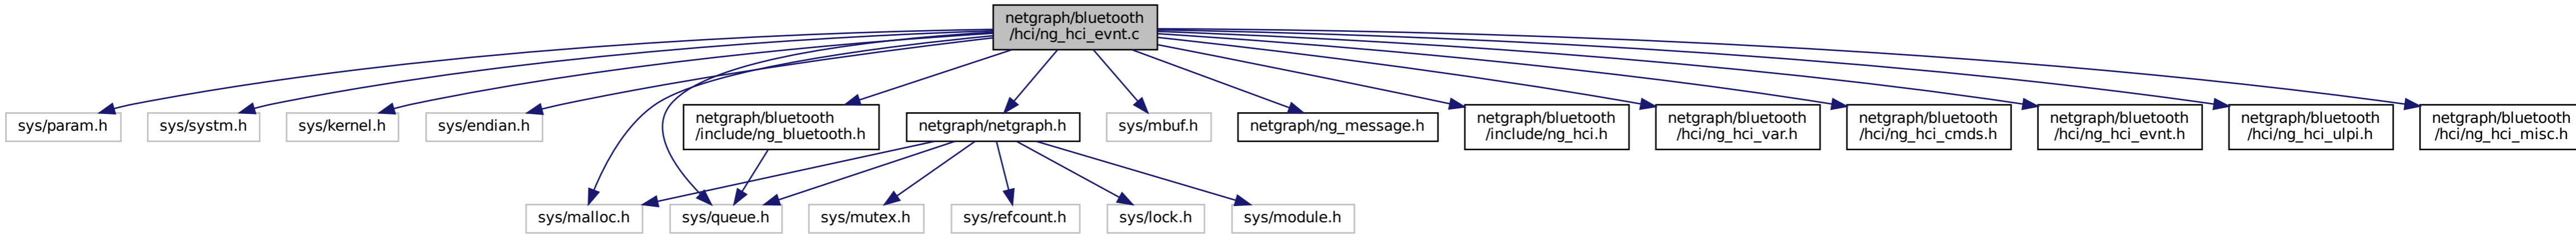 netgraph/bluetooth
/hci/ng_hci_evnt.c
sys/param.h
sys/systm.h
sys/kernel.h
sys/endian.h
netgraph/bluetooth
/include/ng_bluetooth.h
netgraph/netgraph.h
sys/mbuf.h
netgraph/ng_message.h
netgraph/bluetooth
/include/ng_hci.h
netgraph/bluetooth
/hci/ng_hci_var.h
netgraph/bluetooth
/hci/ng_hci_cmds.h
netgraph/bluetooth
/hci/ng_hci_evnt.h
netgraph/bluetooth
/hci/ng_hci_ulpi.h
netgraph/bluetooth
/hci/ng_hci_misc.h
sys/malloc.h
sys/queue.h
sys/mutex.h
sys/refcount.h
sys/lock.h
sys/module.h